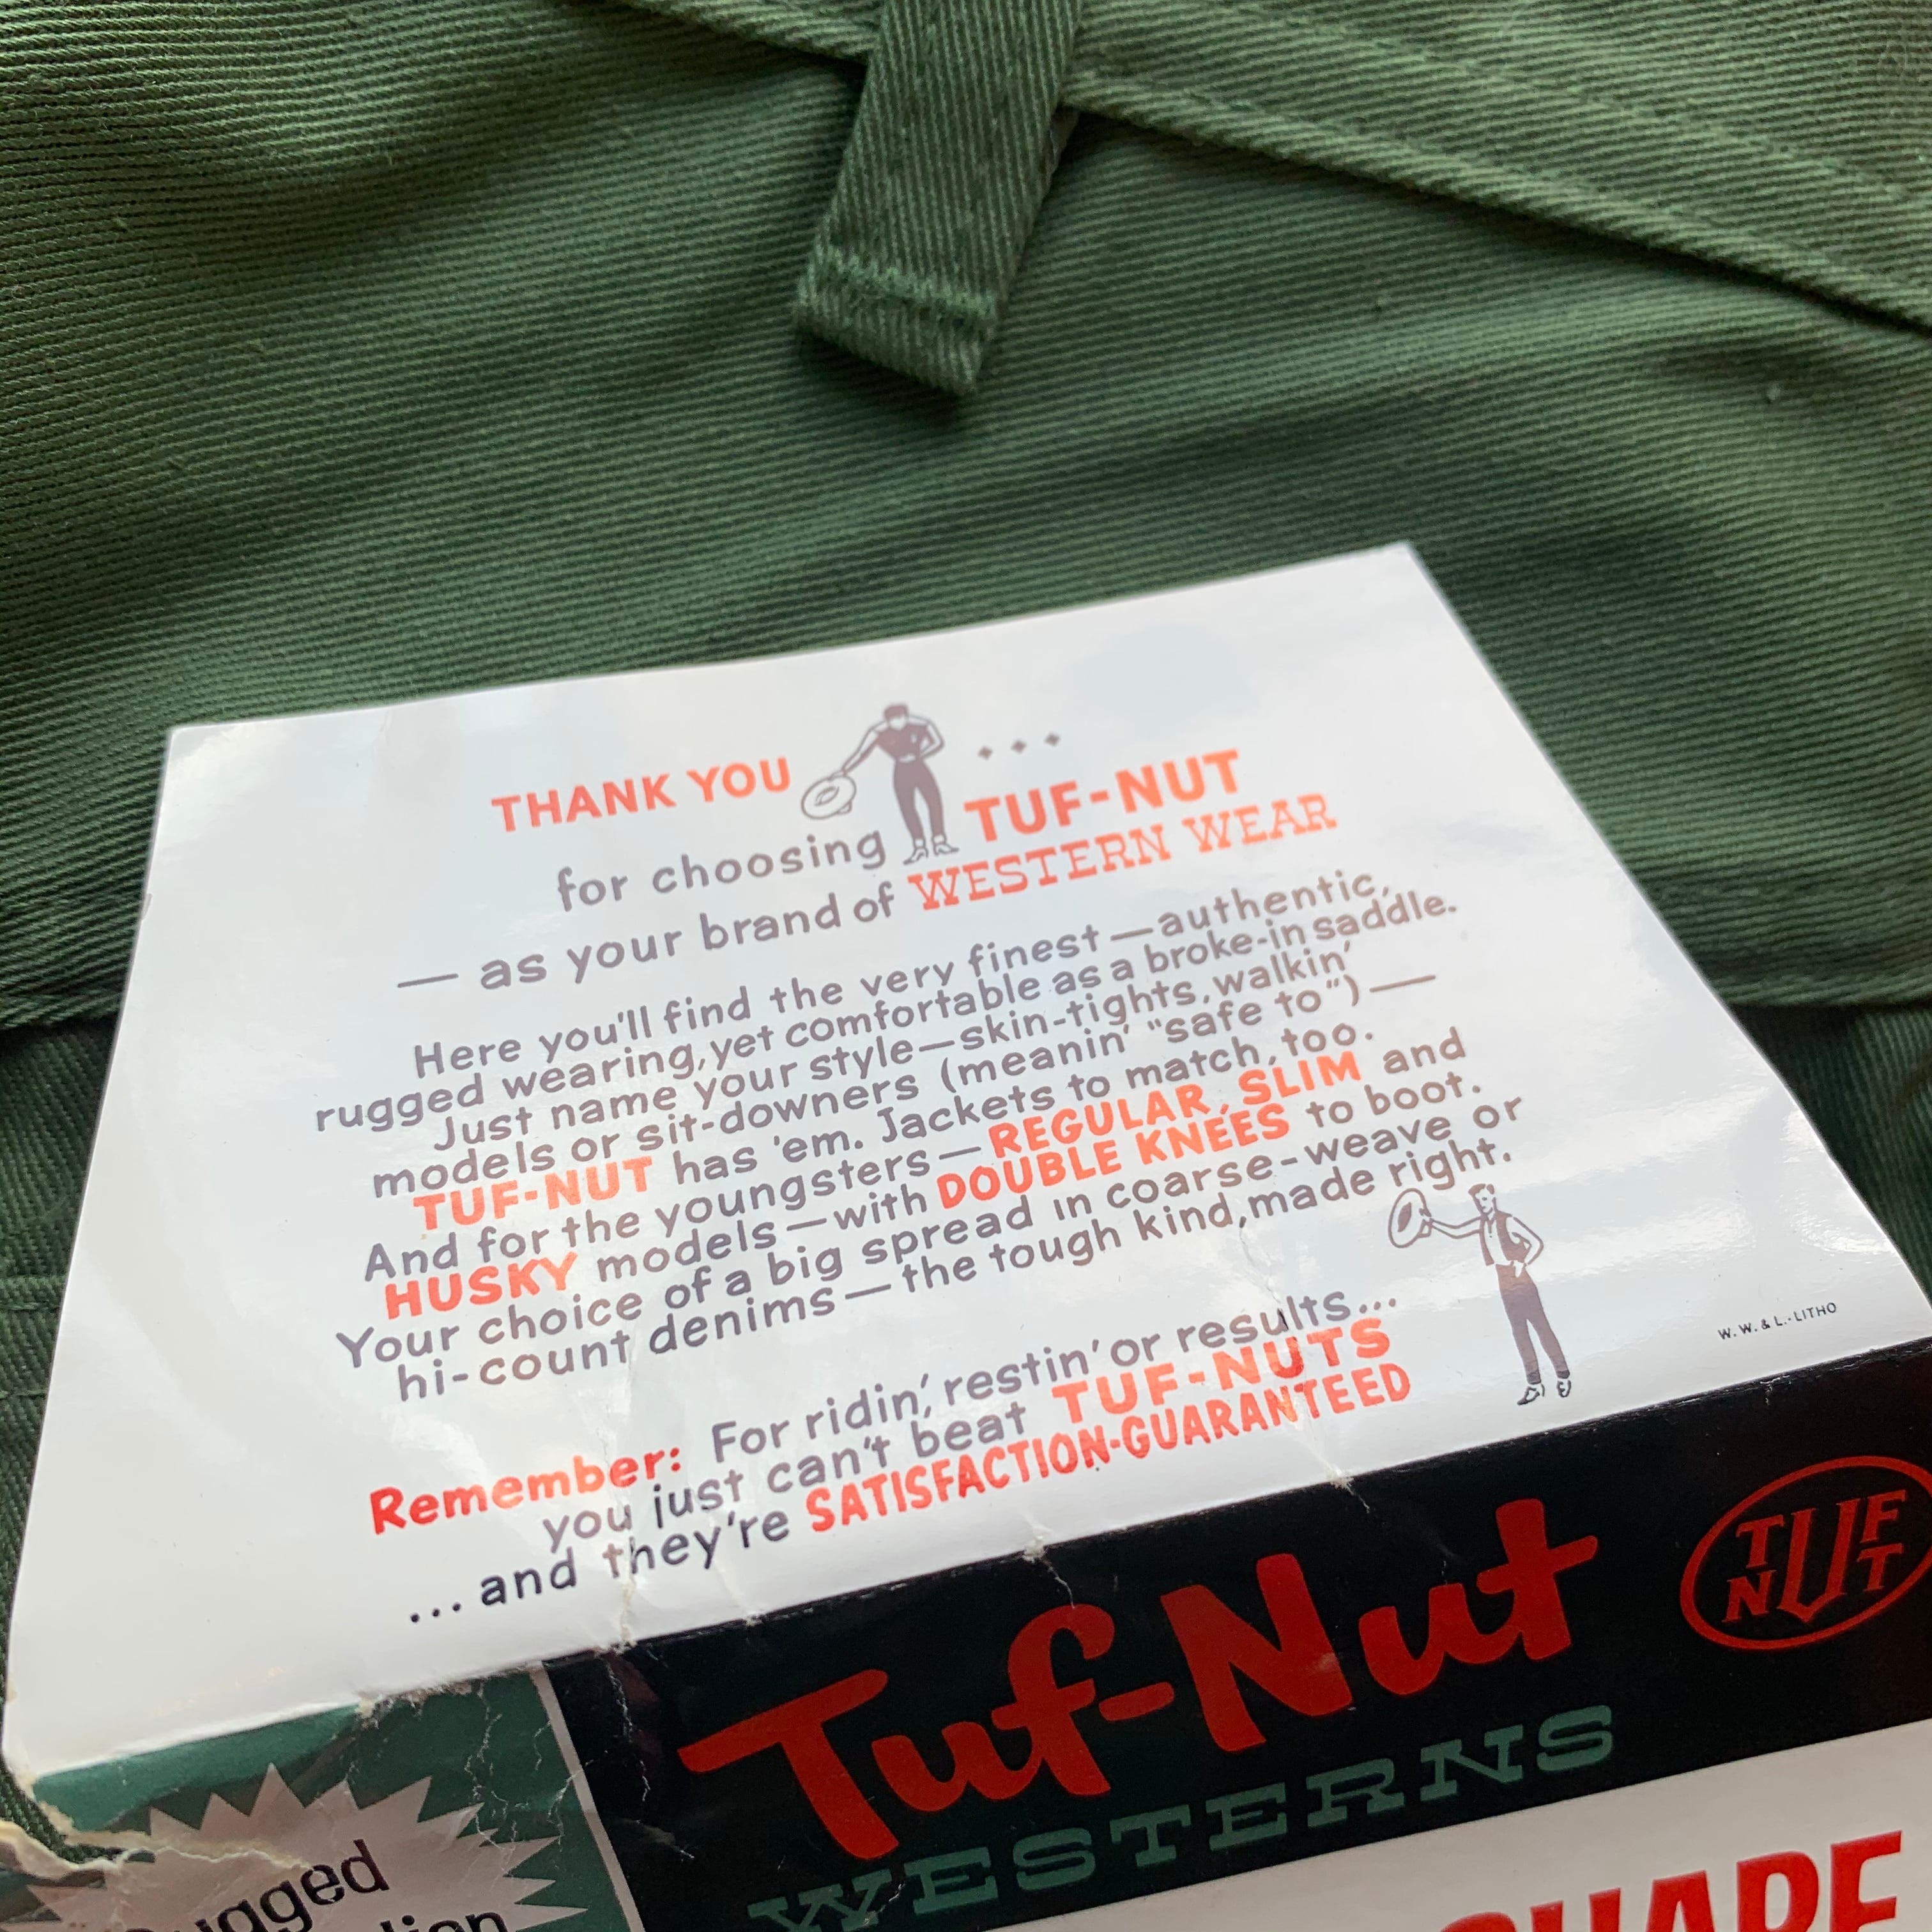 THANK YOU ...
for choosing TUF-NUT
— as your brand of WESTERN WEAR
Here you'll find the very finest—authentic,
rugged wearing, yet comfortable as a broke-in saddle.
Just name your style—skin-tights, walkin'
models or sit-downers (meanin' "safe to")—
TUF-NUT has 'em. Jackets to match, too.
And for the youngsters—REGULAR, SLIM and
HUSKY models—with DOUBLE KNEES to boot.
Your choice of a big spread in coarse-weave or
hi-count denims—the tough kind, made right.
Remember: For ridin', restin' or results...
you just can't beat TUF-NUTS
...and they're SATISFACTION-GUARANTEED
W. W. & L.-LITHO
Tuf-Nut
WESTERNS
TUF
NUT